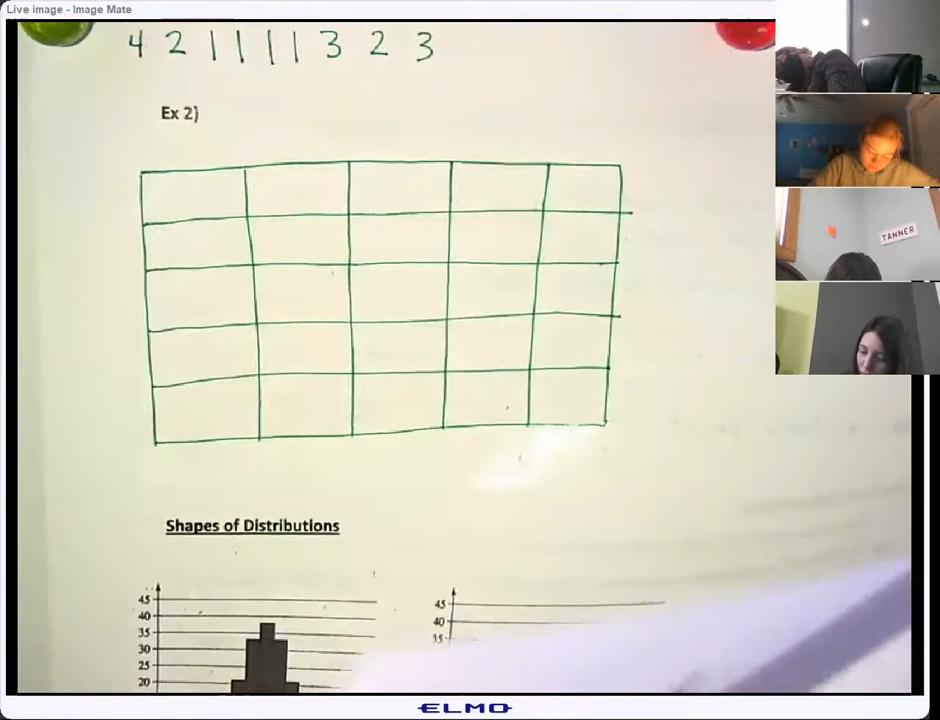 Live image - Image Mate
4 2 1 1 1 1 3 2 3
Ex 2)
TANNER
Shapes of Distributions
45
40
35
30
25
20
45
40
35
ELMO